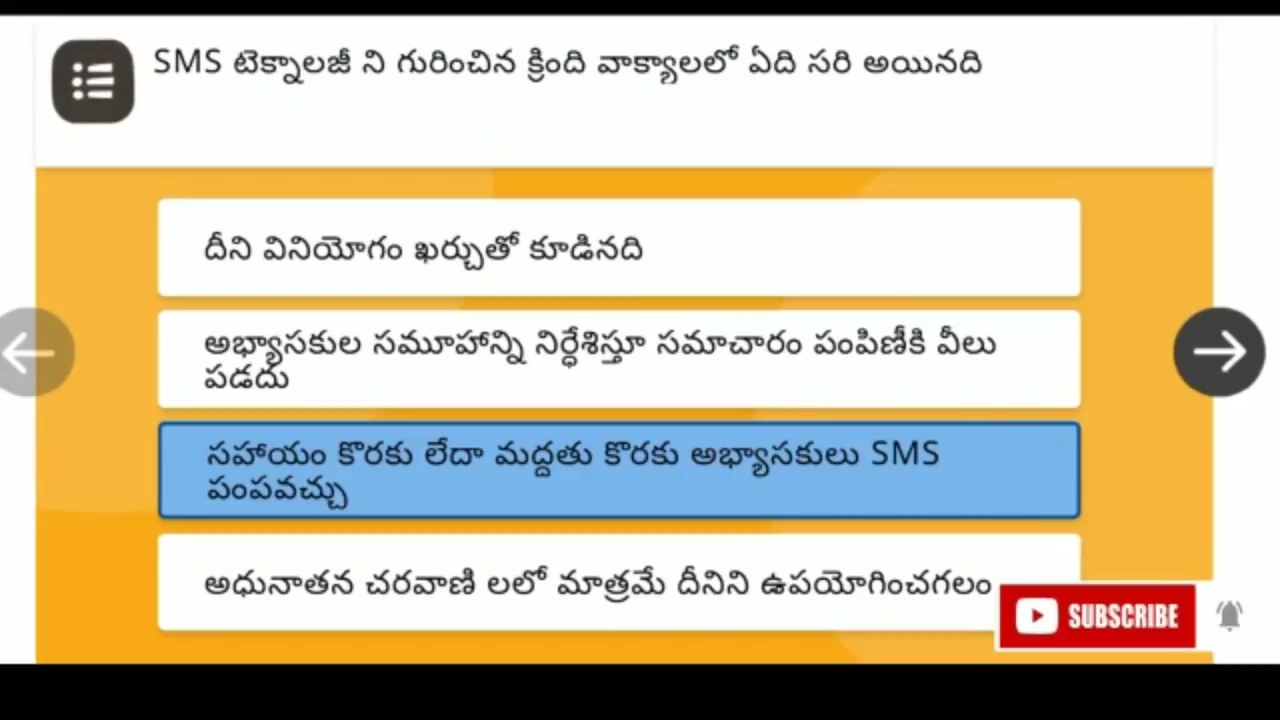 SMS టెక్నాలజీ ని గురించిన క్రింది వాక్యాలలో ఏది సరి అయినది
దీని వినియోగం ఖర్చుతో కూడినది
అభ్యాసకుల సమూహాన్ని నిర్ధేశిస్తూ సమాచారం పంపిణీకి వీలు
పడదు
సహాయం కొరకు లేదా మద్దతు కొరకు అభ్యాసకులు SMS
పంపవచ్చు
అధునాతన చరవాణి లలో మాత్రమే దీనిని ఉపయోగించగలం
SUBSCRIBE